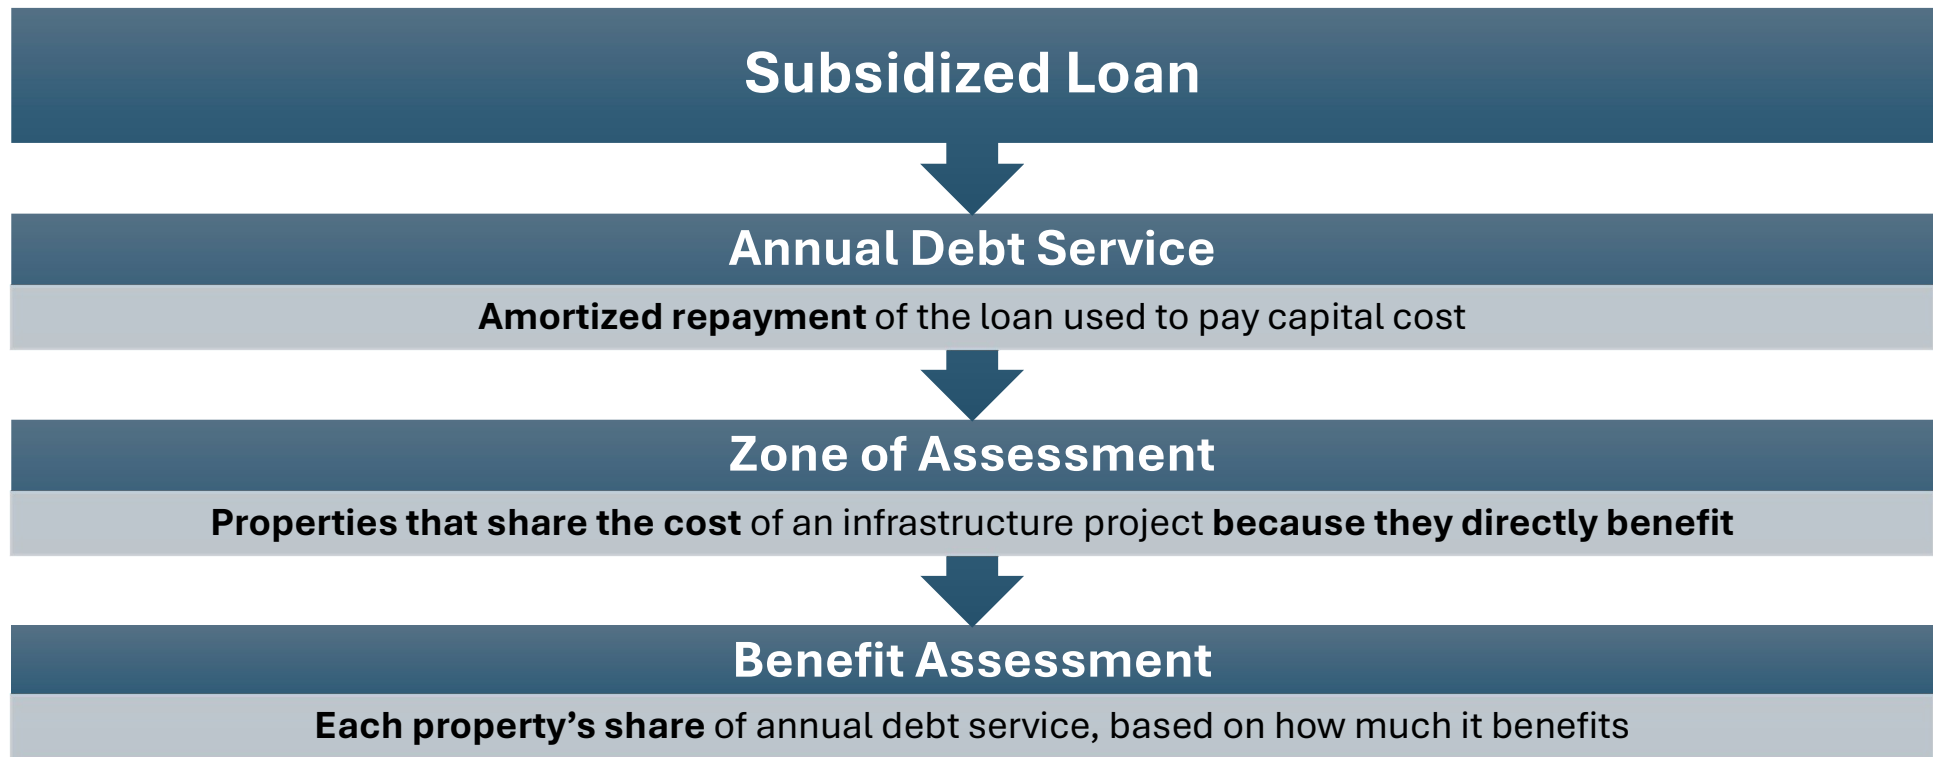 Subsidized Loan
Annual Debt Service
Amortized repayment of the loan used to pay capital cost
Zone of Assessment
Properties that share the cost of an infrastructure project because they directly benefit
Benefit Assessment
Each property’s share of annual debt service, based on how much it benefits